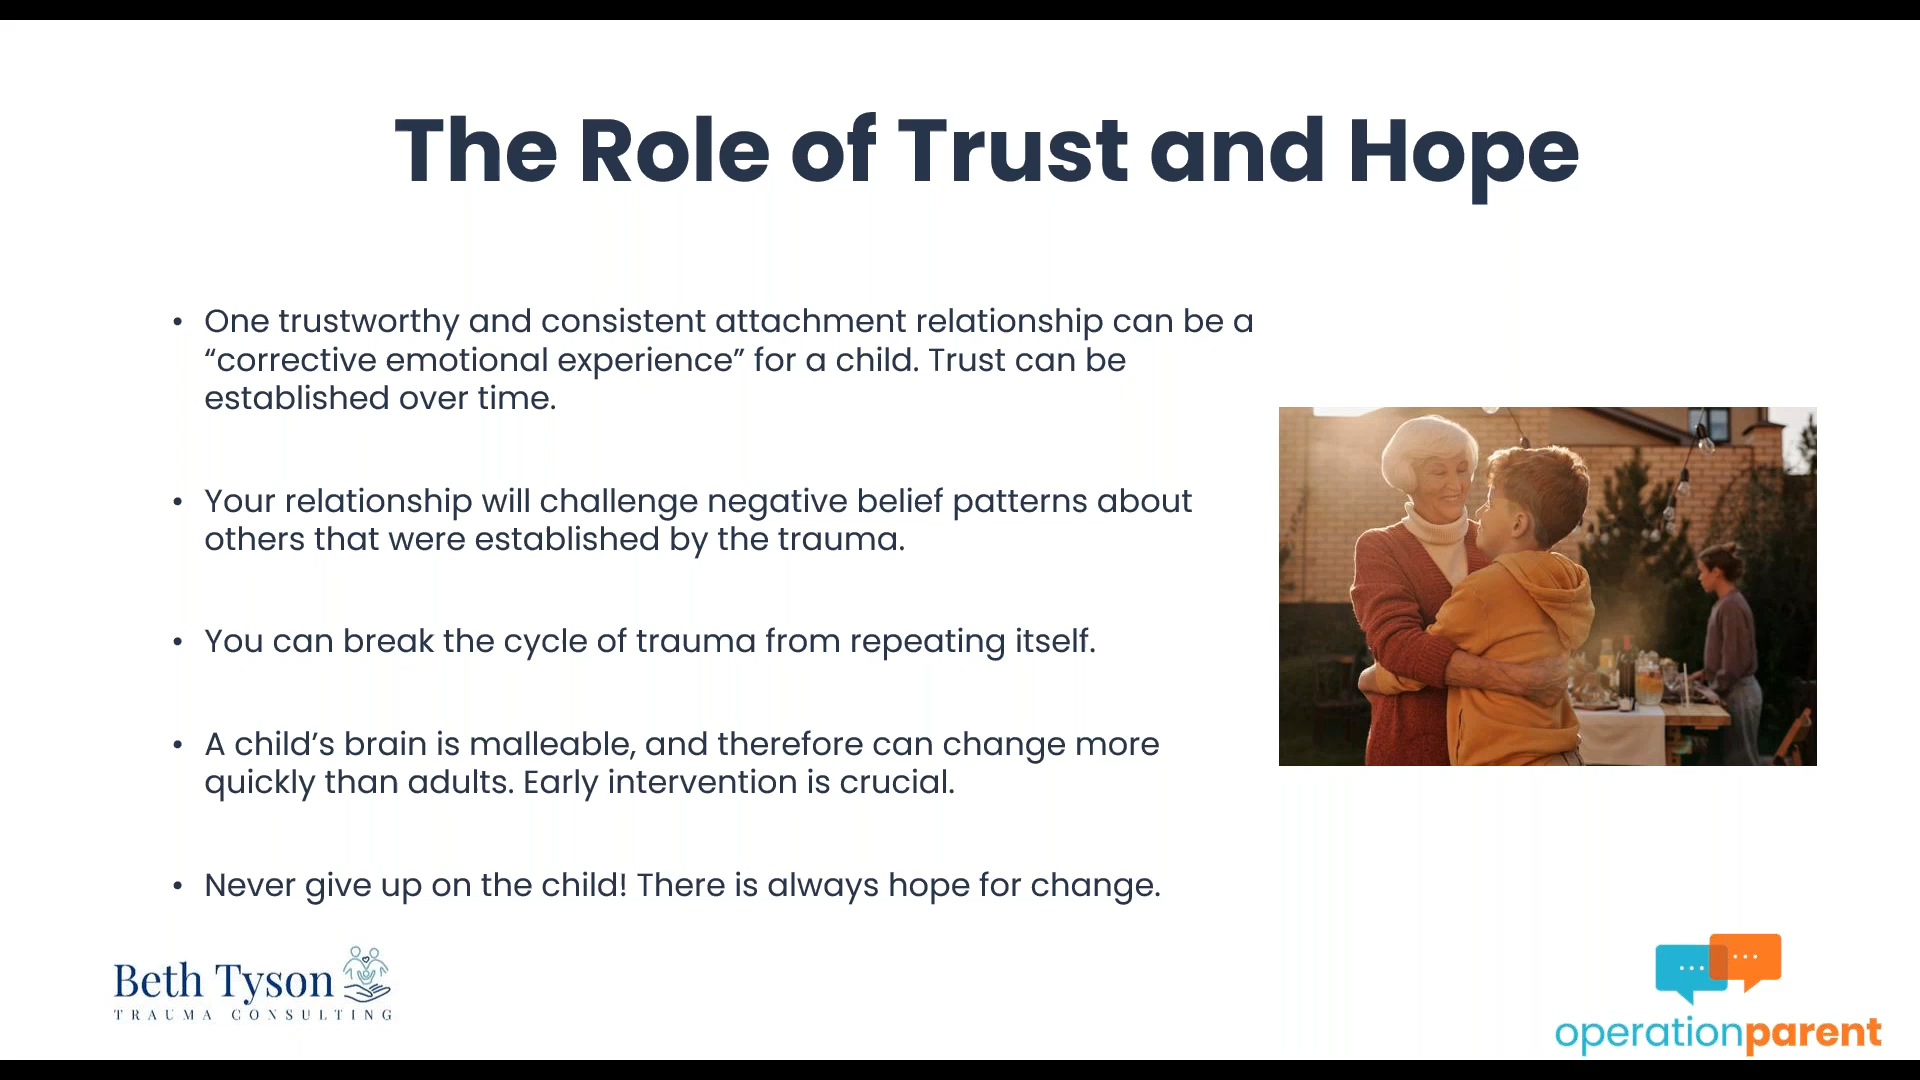 The Role of Trust and Hope
• One trustworthy and consistent attachment relationship can be a
“corrective emotional experience” for a child. Trust can be
established over time.
• Your relationship will challenge negative belief patterns about
others that were established by the trauma.
• You can break the cycle of trauma from repeating itself.
• A child’s brain is malleable, and therefore can change more
quickly than adults. Early intervention is crucial.
• Never give up on the child! There is always hope for change.
Beth Tyson
TRAUMA CONSULTING
operationparent